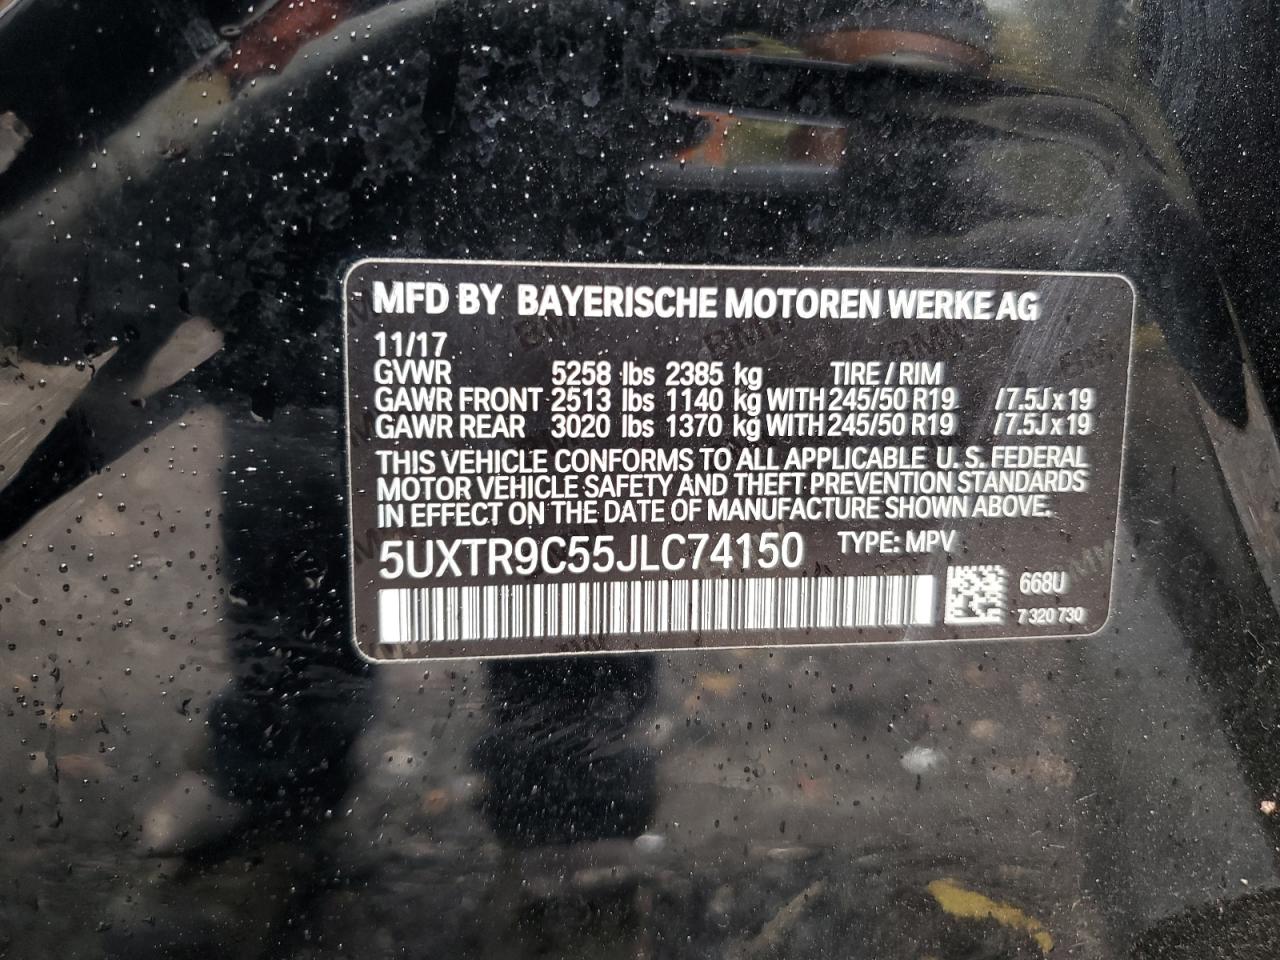 MFD BY BAYERISCHE MOTOREN WERKE AG
11/17
GVWR 5258 lbs 2385 kg TIRE / RIM
GAWR FRONT 2513 lbs 1140 kg WITH 245/50 R19 / 7.5J x 19
GAWR REAR 3020 lbs 1370 kg WITH 245/50 R19 / 7.5J x 19
THIS VEHICLE CONFORMS TO ALL APPLICABLE U. S. FEDERAL
MOTOR VEHICLE SAFETY AND THEFT PREVENTION STANDARDS
IN EFFECT ON THE DATE OF MANUFACTURE SHOWN ABOVE.
5UXTR9C55JLC74150 TYPE: MPV
668U
7 320 730